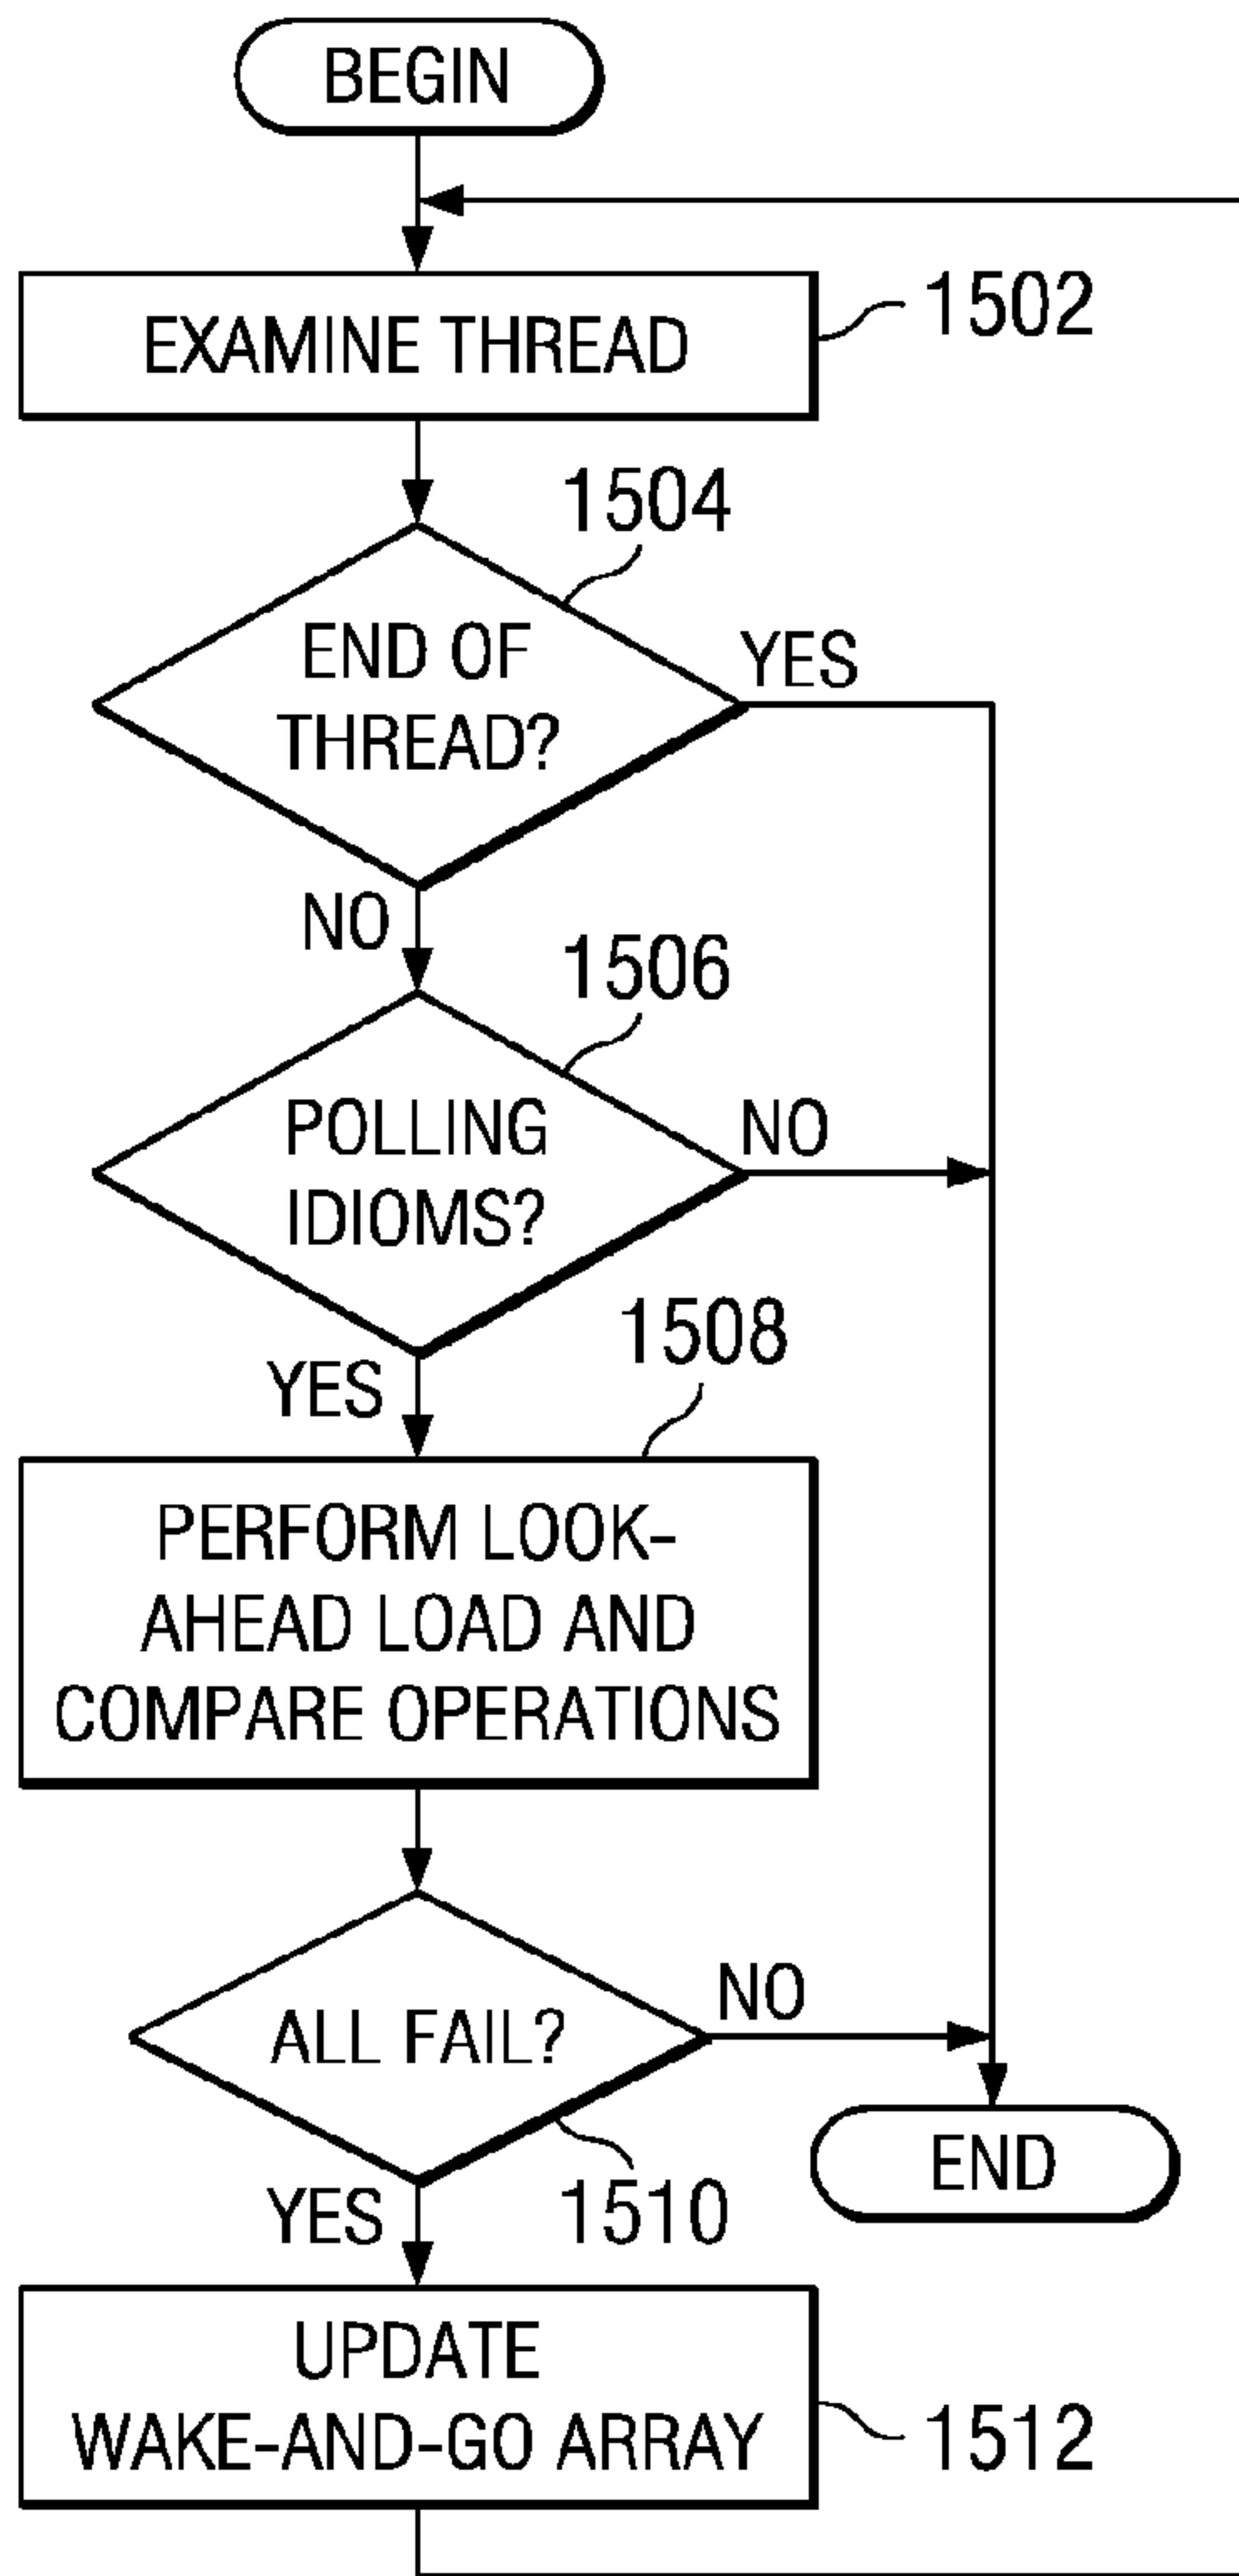 BEGIN
EXAMINE THREAD
1502
1504
END OF
THREAD?
YES
NO
1506
POLLING
IDIOMS?
NO
YES
1508
PERFORM LOOK-
AHEAD LOAD AND
COMPARE OPERATIONS
ALL FAIL?
NO
END
YES
1510
UPDATE
WAKE-AND-GO ARRAY
1512